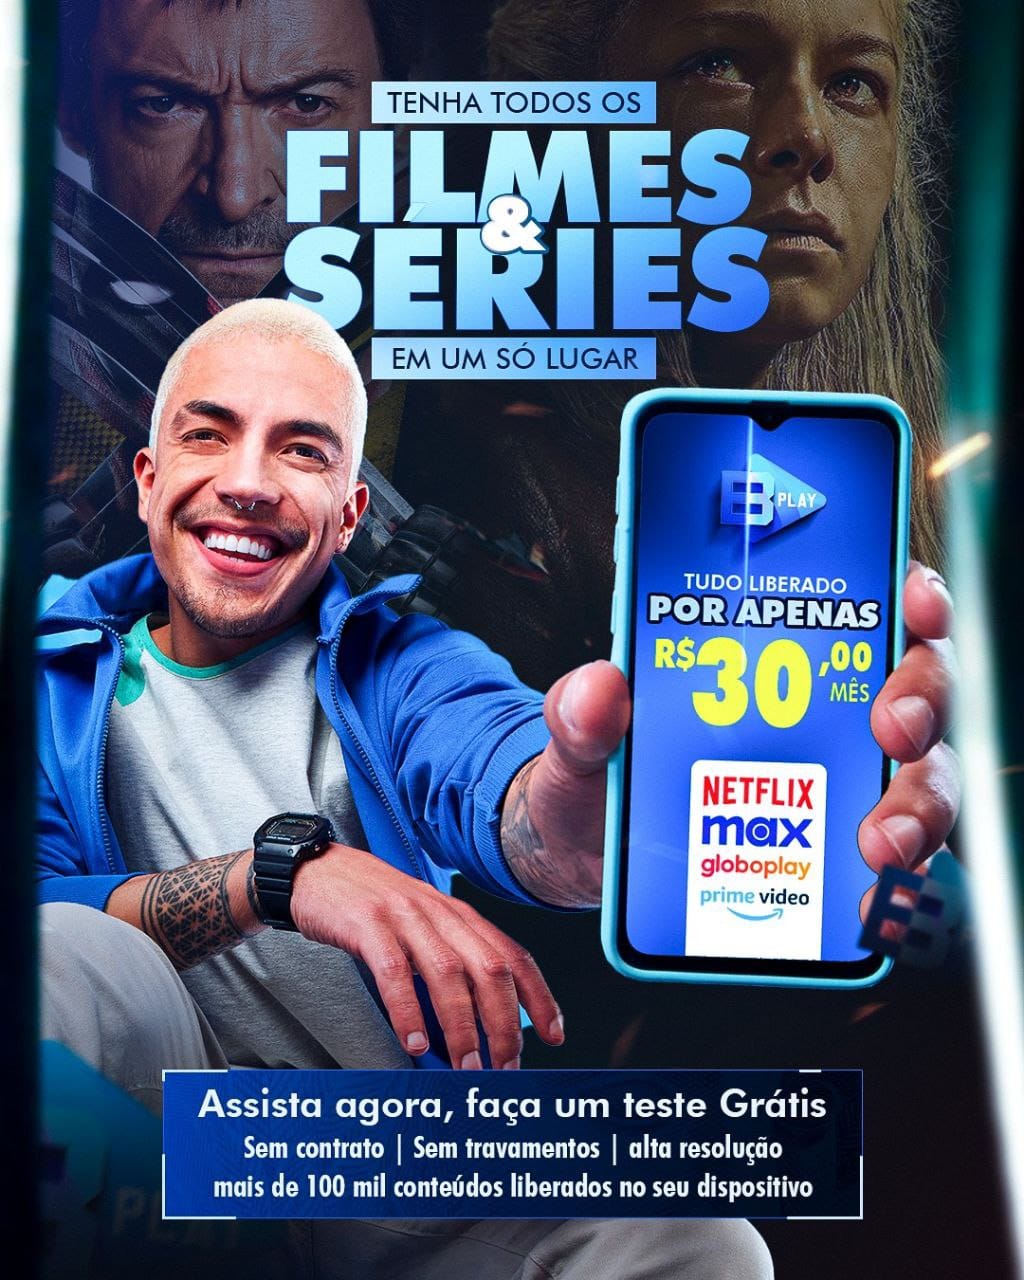 TENHA TODOS OS
FILMES
&
SÉRIES
EM UM SÓ LUGAR
B PLAY
TUDO LIBERADO
POR APENAS
R$30,00
MÊS
NETFLIX
max
globoplay
prime video
Assista agora, faça um teste Grátis
Sem contrato | Sem travamentos | alta resolução
mais de 100 mil conteúdos liberados no seu dispositivo